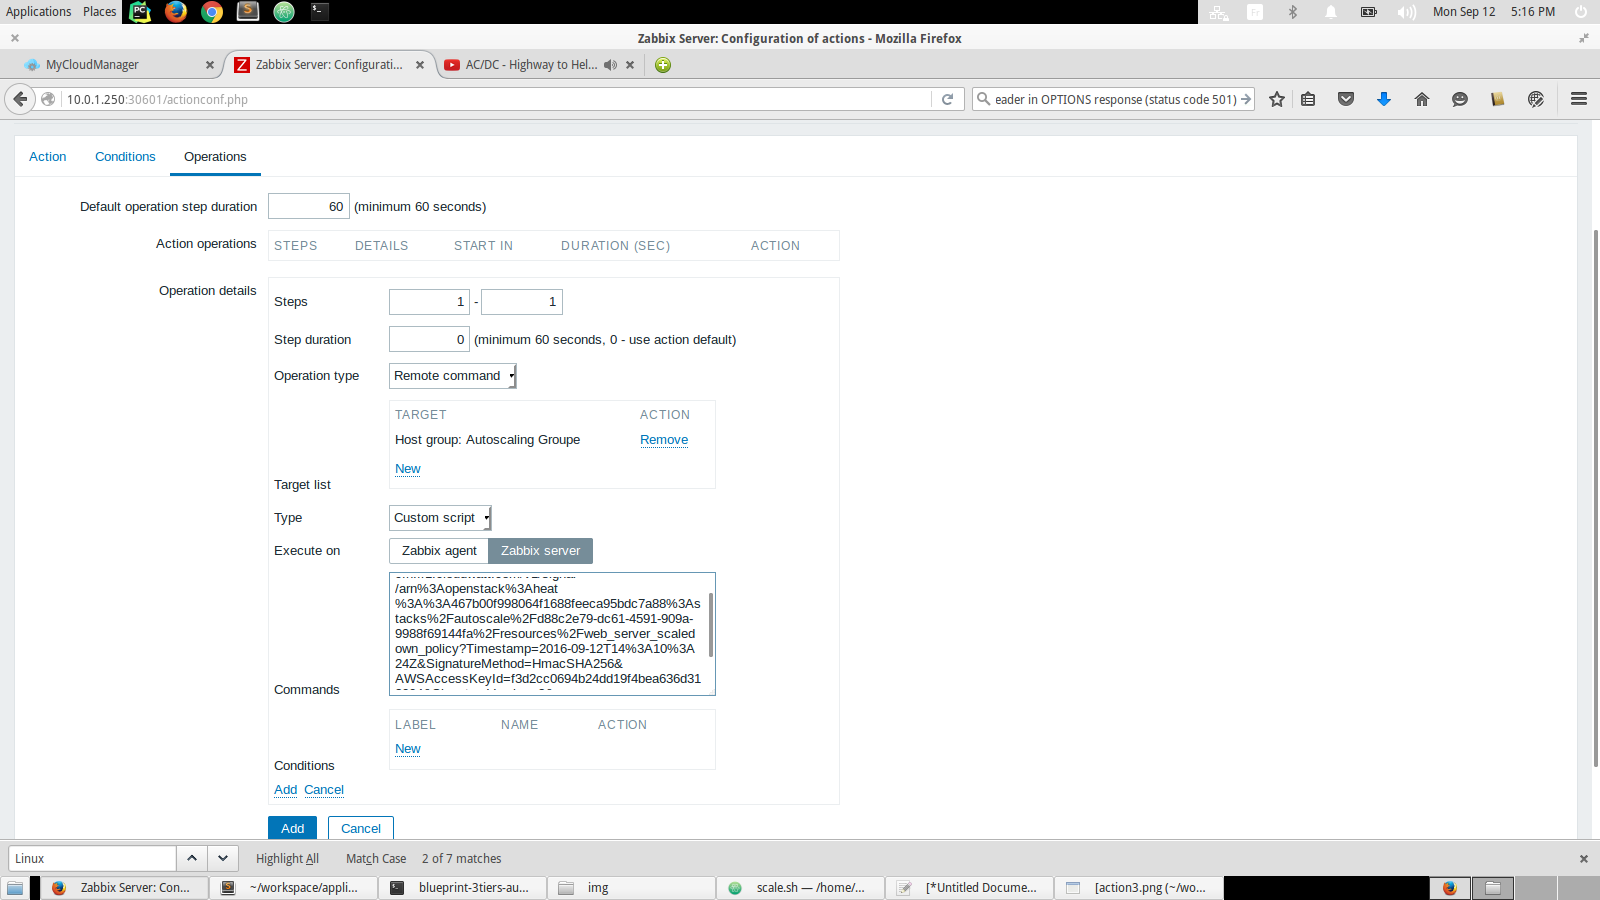 Applications Places Mon Sep 12 5:16 PM
Zabbix Server: Configuration of actions - Mozilla Firefox
MyCloudManager Zabbix Server: Configurati... AC/DC - Highway to Hel...
10.0.1.250:30601/actionconf.php eader in OPTIONS response (status code 501)
Action Conditions Operations
Default operation step duration 60 (minimum 60 seconds)
Action operations STEPS DETAILS START IN DURATION (SEC) ACTION
Operation details
Steps 1 - 1
Step duration 0 (minimum 60 seconds, 0 - use action default)
Operation type Remote command
TARGET ACTION
Host group: Autoscaling Groupe Remove
New
Target list
Type Custom script
Execute on Zabbix agent Zabbix server
/arn%3Aopenstack%3Aheat
%3A%3A467b00f998064f1688feeca95bdc7a88%3As
tacks%2Fautoscale%2Fd88c2e79-dc61-4591-909a-
9988f69144fa%2Fresources%2Fweb_server_scaled
own_policy?Timestamp=2016-09-12T14%3A10%3A
24Z&SignatureMethod=HmacSHA256&
AWSAccessKeyId=f3d2cc0694b24dd19f4bea636d31
Commands
LABEL NAME ACTION
New
Conditions
Add Cancel
Add Cancel
Linux Highlight All Match Case 2 of 7 matches
Zabbix Server: Con... ~/workspace/appli... blueprint-3tiers-au... img scale.sh — /home/... [*Untitled Docume... [action3.png (~/wo...